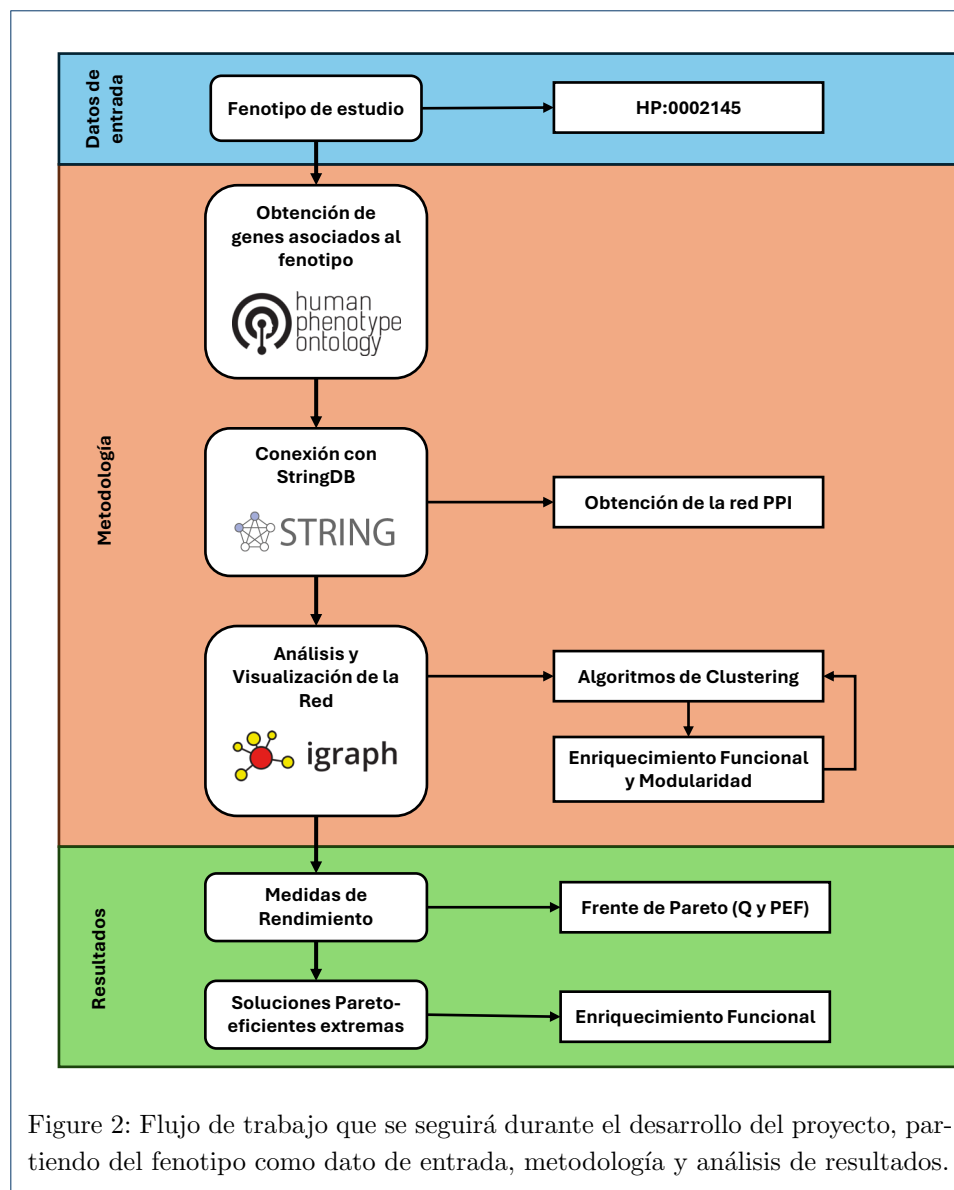 Datos de
entrada
Fenotipo de estudio
HP:0002145
Metodología
Obtención de
genes asociados al
fenotipo
human
phenotype
ontology
Conexión con
StringDB
STRING
Obtención de la red PPI
Análisis y
Visualización de la
Red
igraph
Algoritmos de Clustering
Enriquecimiento Funcional
y Modularidad
Resultados
Medidas de
Rendimiento
Frente de Pareto (Q y PEF)
Soluciones Pareto-
eficientes extremas
Enriquecimiento Funcional
Figure 2: Flujo de trabajo que se seguirá durante el desarrollo del proyecto, par-
tiendo del fenotipo como dato de entrada, metodología y análisis de resultados.